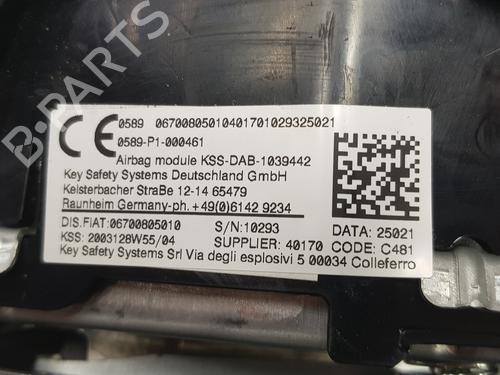 CE 0589 06700805010401701029325021
0589-P1-000461
Airbag module KSS-DAB-1039442
Key Safety Systems Deutschland GmbH
Kelsterbacher StraBe 12-14 65479
Raunheim Germany-ph. +49(0)6142 9234
DIS.FIAT:06700805010 S/N:10293 DATA: 25021
KSS: 2003128W55/04 SUPPLIER: 40170 CODE: C481
Key Safety Systems Srl Via degli esplosivi 5 00034 Colleferro
B-PARTS